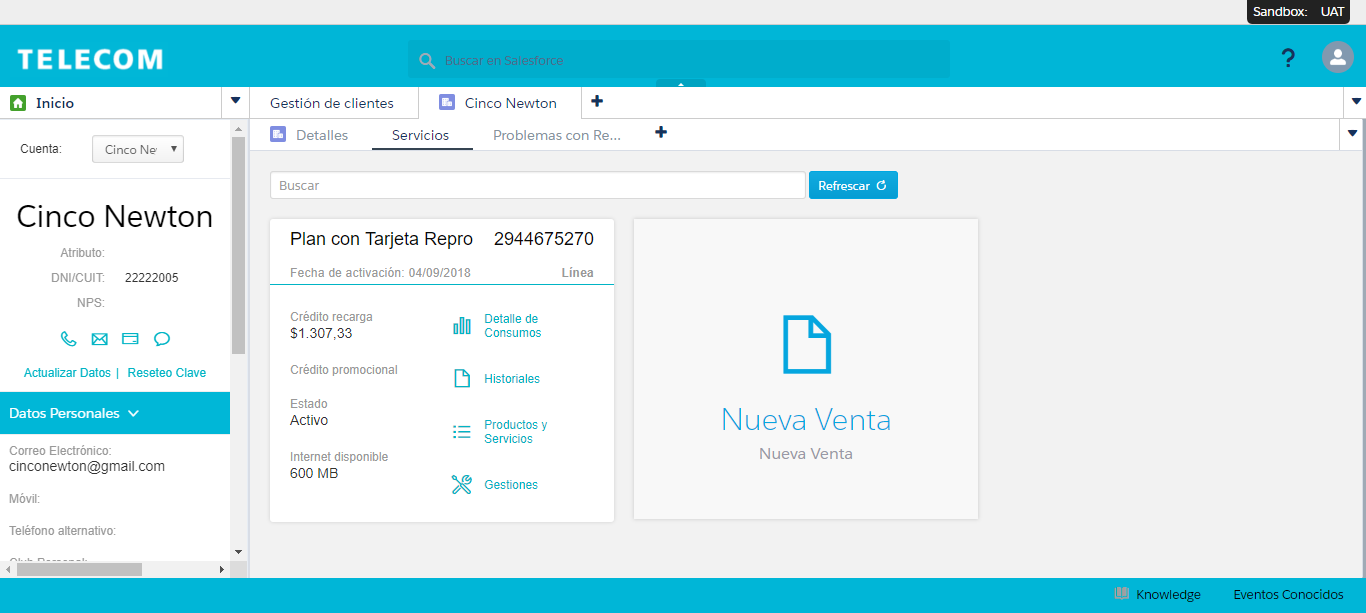 Sandbox: UAT
TELECOM
Buscar en Salesforce
?
Inicio
Gestión de clientes
Cinco Newton
Detalles
Servicios
Problemas con Re...
Cuenta:
Cinco Ne
Cinco Newton
Atributo:
DNI/CUIT: 22222005
NPS:
Actualizar Datos | Reseteo Clave
Datos Personales
Correo Electrónico:
cinconewton@gmail.com
Móvil:
Teléfono alternativo:
Club Personal:
Buscar
Refrescar
Plan con Tarjeta Repro 2944675270
Fecha de activación: 04/09/2018 Línea
Crédito recarga
$1.307,33
Crédito promocional
Estado
Activo
Internet disponible
600 MB
Detalle de
Consumos
Historiales
Productos y
Servicios
Gestiones
Nueva Venta
Nueva Venta
Knowledge
Eventos Conocidos